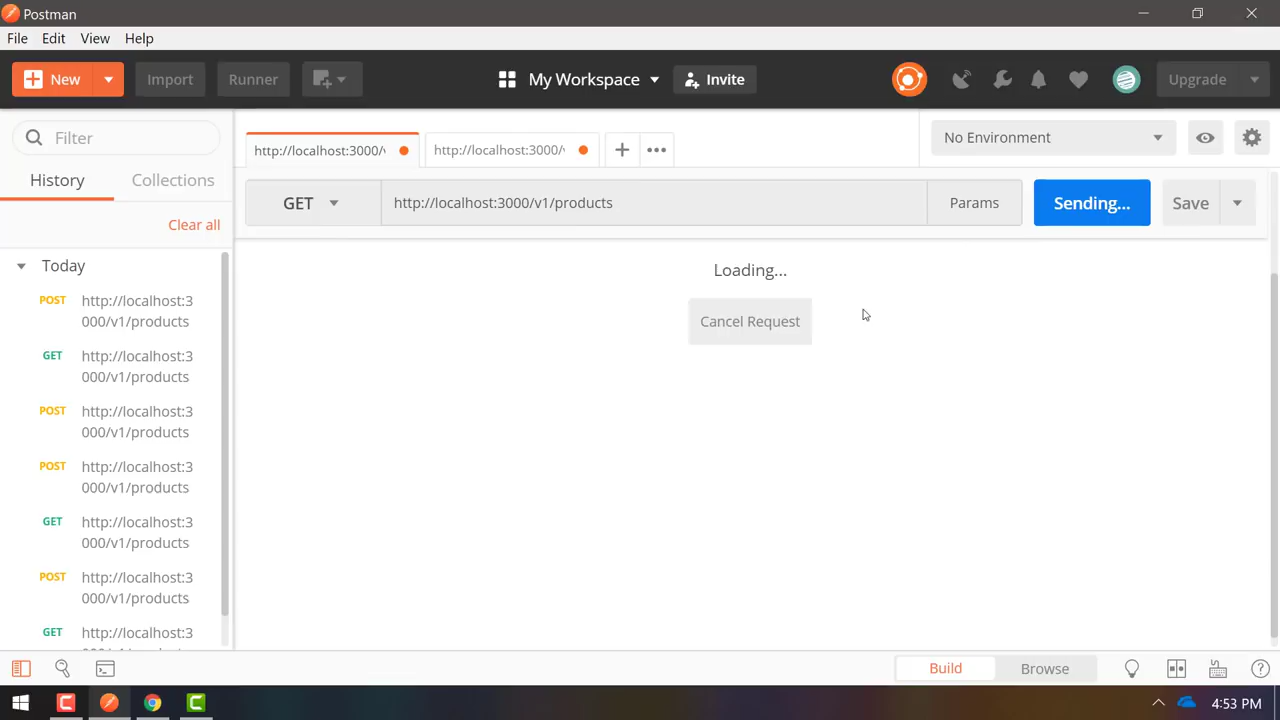 Postman
File Edit View Help
New
Import
Runner
My Workspace
Invite
Upgrade
Filter
History
Collections
Clear all
Today
POST http://localhost:3
000/v1/products
GET http://localhost:3
000/v1/products
POST http://localhost:3
000/v1/products
POST http://localhost:3
000/v1/products
GET http://localhost:3
000/v1/products
POST http://localhost:3
000/v1/products
GET http://localhost:3
http://localhost:3000/
http://localhost:3000/
No Environment
GET
http://localhost:3000/v1/products
Params
Sending...
Save
Loading...
Cancel Request
Build
Browse
4:53 PM